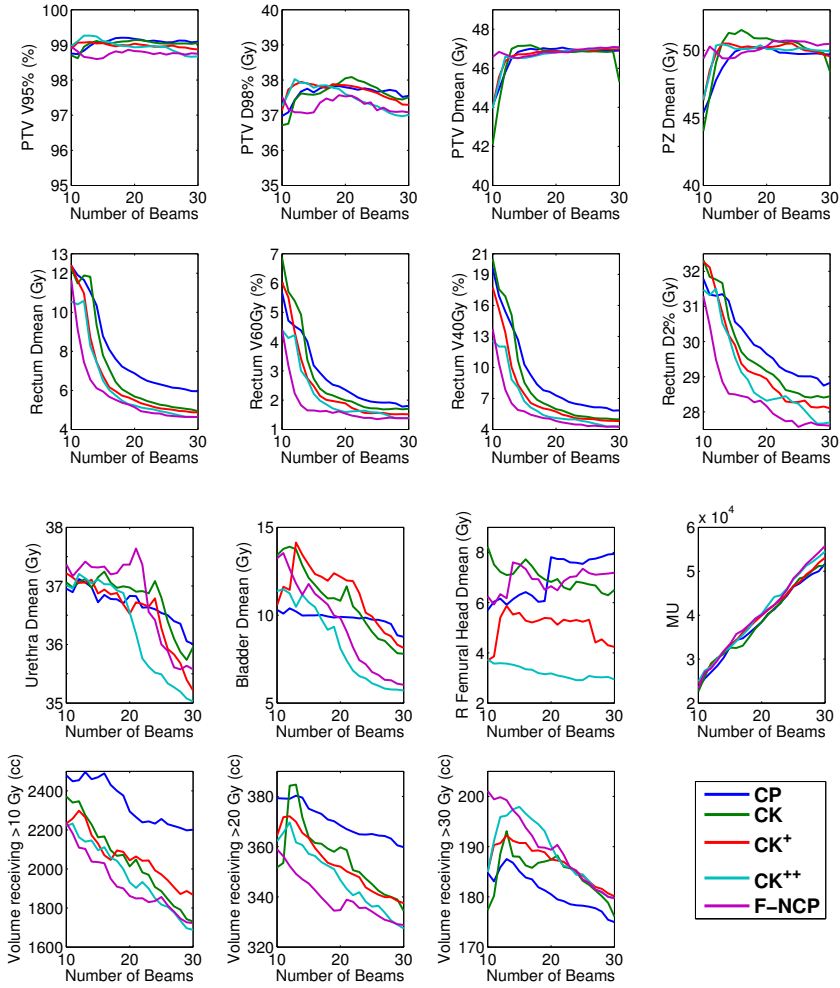 PTV V95% (%)
100
99
98
97
96
95
10 20 30
Number of Beams
PTV D98% (Gy)
40
39
38
37
36
35
10 20 30
Number of Beams
PTV Dmean (Gy)
48
46
44
42
40
10 20 30
Number of Beams
PZ Dmean (Gy)
50
45
40
10 20 30
Number of Beams
Rectum Dmean (Gy)
13
12
10
8
6
4
10 20 30
Number of Beams
Rectum V60Gy (%)
7
6
5
4
3
2
1
10 20 30
Number of Beams
Rectum V40Gy (%)
21
19
16
13
10
7
4
10 20 30
Number of Beams
Rectum D2% (Gy)
32
31
30
29
28
10 20 30
Number of Beams
Urethra Dmean (Gy)
38
37
36
35
10 20 30
Number of Beams
Bladder Dmean (Gy)
15
10
5
10 20 30
Number of Beams
R Femural Head Dmean (Gy)
8
6
4
2
10 20 30
Number of Beams
MU
x 10⁴
6
5
4
3
2
10 20 30
Number of Beams
Volume receiving >10 Gy (cc)
2400
2200
2000
1800
1600
10 20 30
Number of Beams
Volume receiving >20 Gy (cc)
380
360
340
320
10 20 30
Number of Beams
Volume receiving >30 Gy (cc)
200
190
180
170
10 20 30
Number of Beams
CP
CK
CK⁺
CK⁺⁺
F−NCP